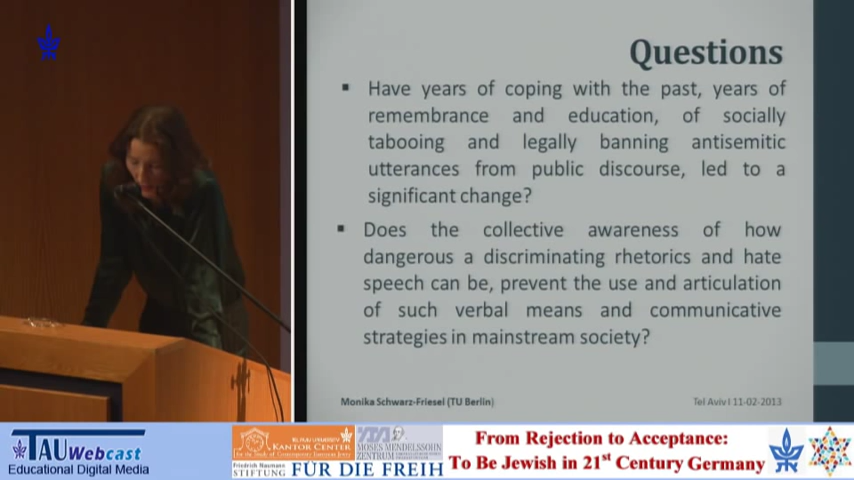 Questions
▪ Have years of coping with the past, years of
remembrance and education, of socially
tabooing and legally banning antisemitic
utterances from public discourse, led to a
significant change?
▪ Does the collective awareness of how
dangerous a discriminating rhetorics and hate
speech can be, prevent the use and articulation
of such verbal means and communicative
strategies in mainstream society?
Monika Schwarz-Friesel (TU Berlin) Tel Aviv I 11-02-2013
TAU Webcast
Educational Digital Media
KANTOR CENTER
MOSES MENDELSSOHN
ZENTRUM
Friedrich Naumann
STIFTUNG FÜR DIE FREIH
From Rejection to Acceptance:
To Be Jewish in 21st Century Germany